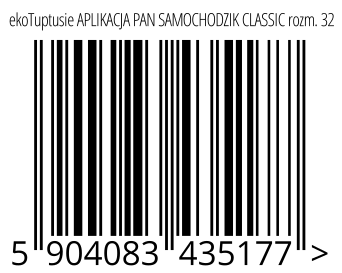 ekoTuptusie APLIKACJA PAN SAMOCHODZIK CLASSIC rozm. 32
5 904083 435177 >